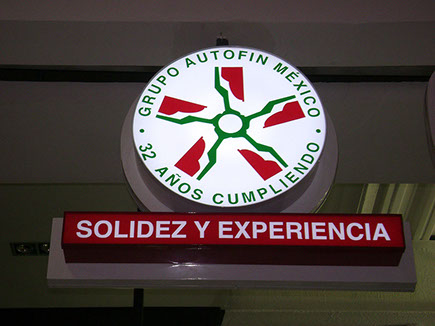 GRUPO AUTOFIN MÉXICO
• 32 AÑOS CUMPLIENDO •
SOLIDEZ Y EXPERIENCIA